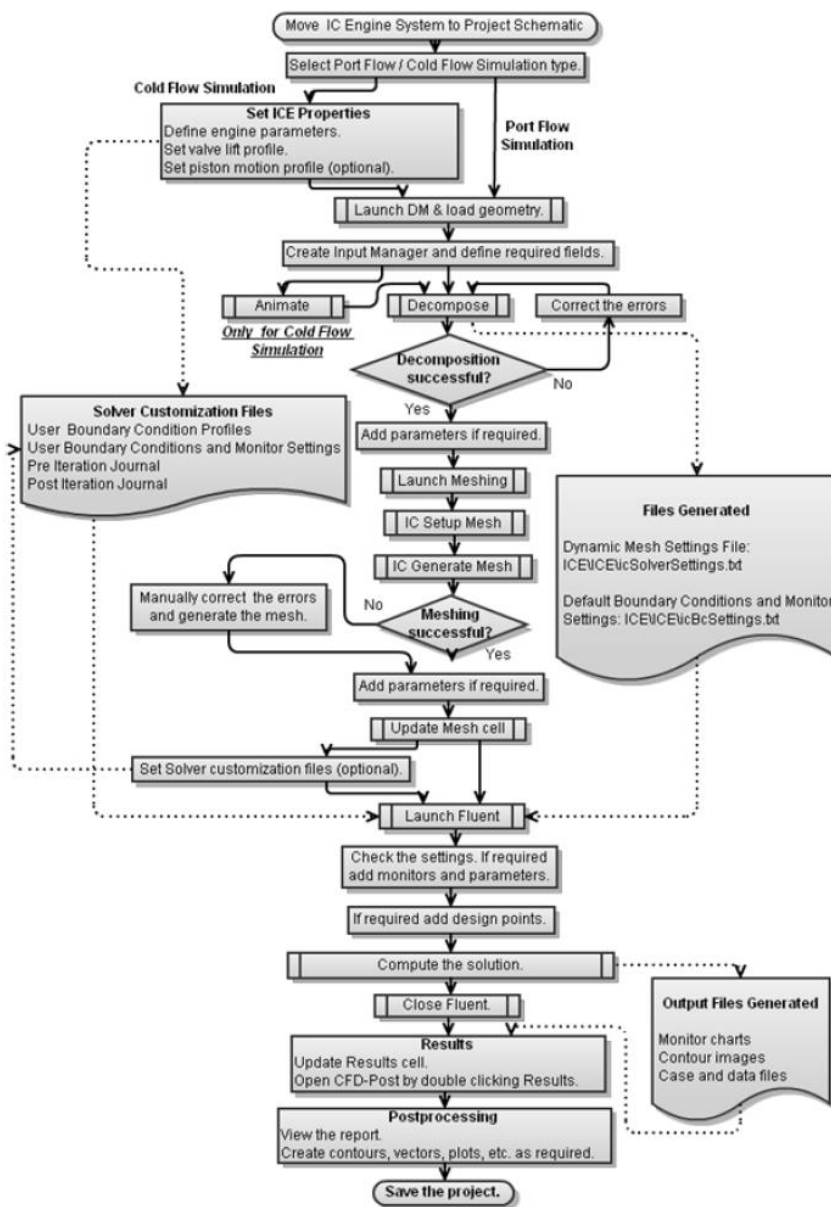 Move IC Engine System to Project Schematic
Select Port Flow / Cold Flow Simulation type.
Cold Flow Simulation
Set ICE Properties
Define engine parameters.
Set valve lift profile.
Set piston motion profile (optional).
Port Flow
Simulation
Launch DM & load geometry.
Create Input Manager and define required fields.
Animate
Decompose
Correct the errors
Only for Cold Flow
Simulation
Decomposition
successful?
No
Yes
Solver Customization Files
User Boundary Condition Profiles
User Boundary Conditions and Monitor Settings
Pre Iteration Journal
Post Iteration Journal
Add parameters if required.
Launch Meshing
IC Setup Mesh
IC Generate Mesh
Files Generated
Dynamic Mesh Settings File:
ICE\ICE\icSolverSettings.txt
Default Boundary Conditions and Monitor
Settings: ICE\ICE\icBcSettings.txt
Manually correct the errors
and generate the mesh.
No
Meshing
successful?
Yes
Add parameters if required.
Update Mesh cell
Set Solver customization files (optional).
Launch Fluent
Check the settings. If required
add monitors and parameters.
If required add design points.
Compute the solution.
Close Fluent.
Output Files Generated
Monitor charts
Contour images
Case and data files
Results
Update Results cell.
Open CFD-Post by double clicking Results.
Postprocessing
View the report.
Create contours, vectors, plots, etc. as required.
Save the project.